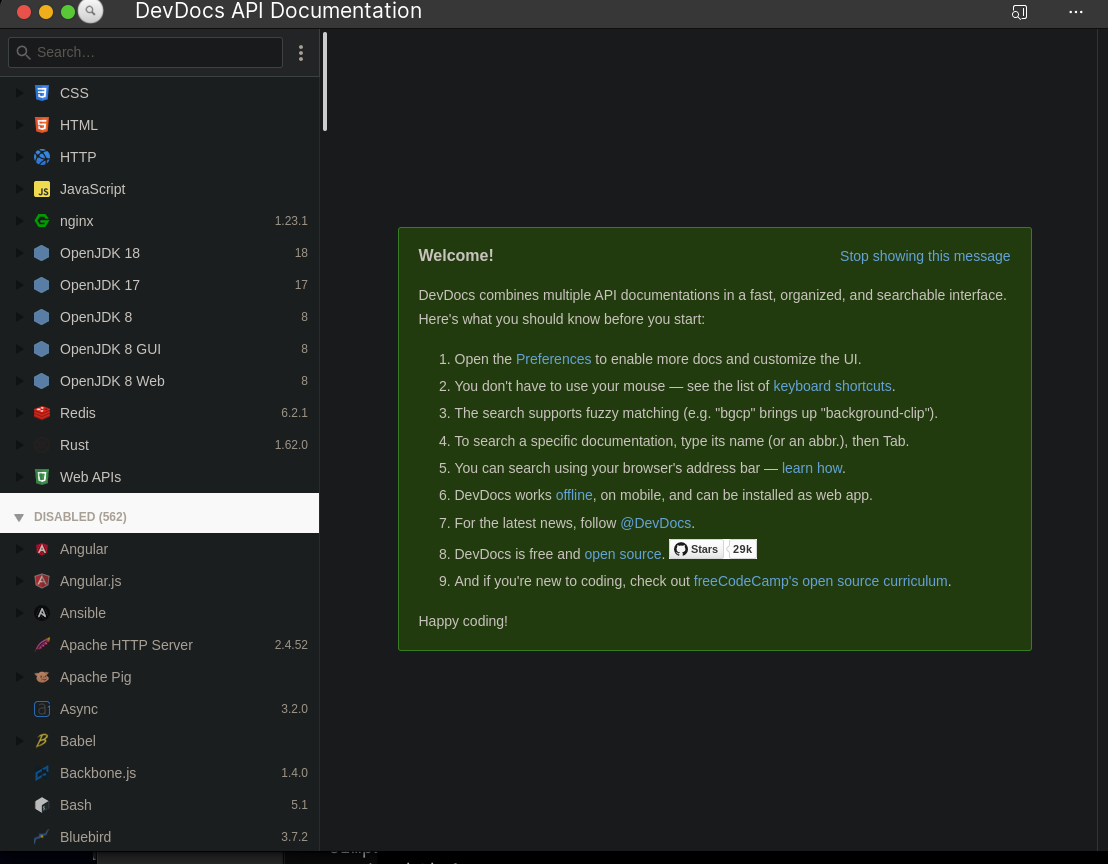 DevDocs API Documentation
Search…
CSS
HTML
HTTP
JavaScript
nginx 1.23.1
OpenJDK 18 18
OpenJDK 17 17
OpenJDK 8 8
OpenJDK 8 GUI 8
OpenJDK 8 Web 8
Redis 6.2.1
Rust 1.62.0
Web APIs
DISABLED (562)
Angular
Angular.js
Ansible
Apache HTTP Server 2.4.52
Apache Pig
Async 3.2.0
Babel
Backbone.js 1.4.0
Bash 5.1
Bluebird 3.7.2
Welcome!
Stop showing this message
DevDocs combines multiple API documentations in a fast, organized, and searchable interface.
Here's what you should know before you start:
1. Open the Preferences to enable more docs and customize the UI.
2. You don't have to use your mouse — see the list of keyboard shortcuts.
3. The search supports fuzzy matching (e.g. "bgcp" brings up "background-clip").
4. To search a specific documentation, type its name (or an abbr.), then Tab.
5. You can search using your browser's address bar — learn how.
6. DevDocs works offline, on mobile, and can be installed as web app.
7. For the latest news, follow @DevDocs.
8. DevDocs is free and open source. Stars 29k
9. And if you're new to coding, check out freeCodeCamp's open source curriculum.
Happy coding!